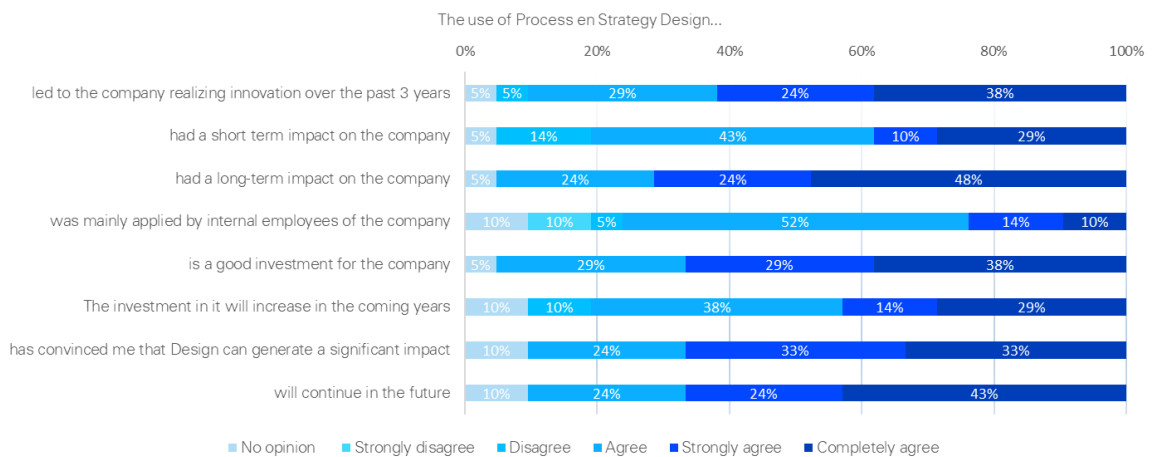 The use of Process en Strategy Design...
0% 20% 40% 60% 80% 100%
led to the company realizing innovation over the past 3 years 5% 5% 29% 24% 38%
had a short term impact on the company 5% 14% 43% 10% 29%
had a long-term impact on the company 5% 24% 24% 48%
was mainly applied by internal employees of the company 10% 10% 5% 52% 14% 10%
is a good investment for the company 5% 29% 29% 38%
The investment in it will increase in the coming years 10% 10% 38% 14% 29%
has convinced me that Design can generate a significant impact 10% 24% 33% 33%
will continue in the future 10% 24% 24% 43%
No opinion Strongly disagree Disagree Agree Strongly agree Completely agree